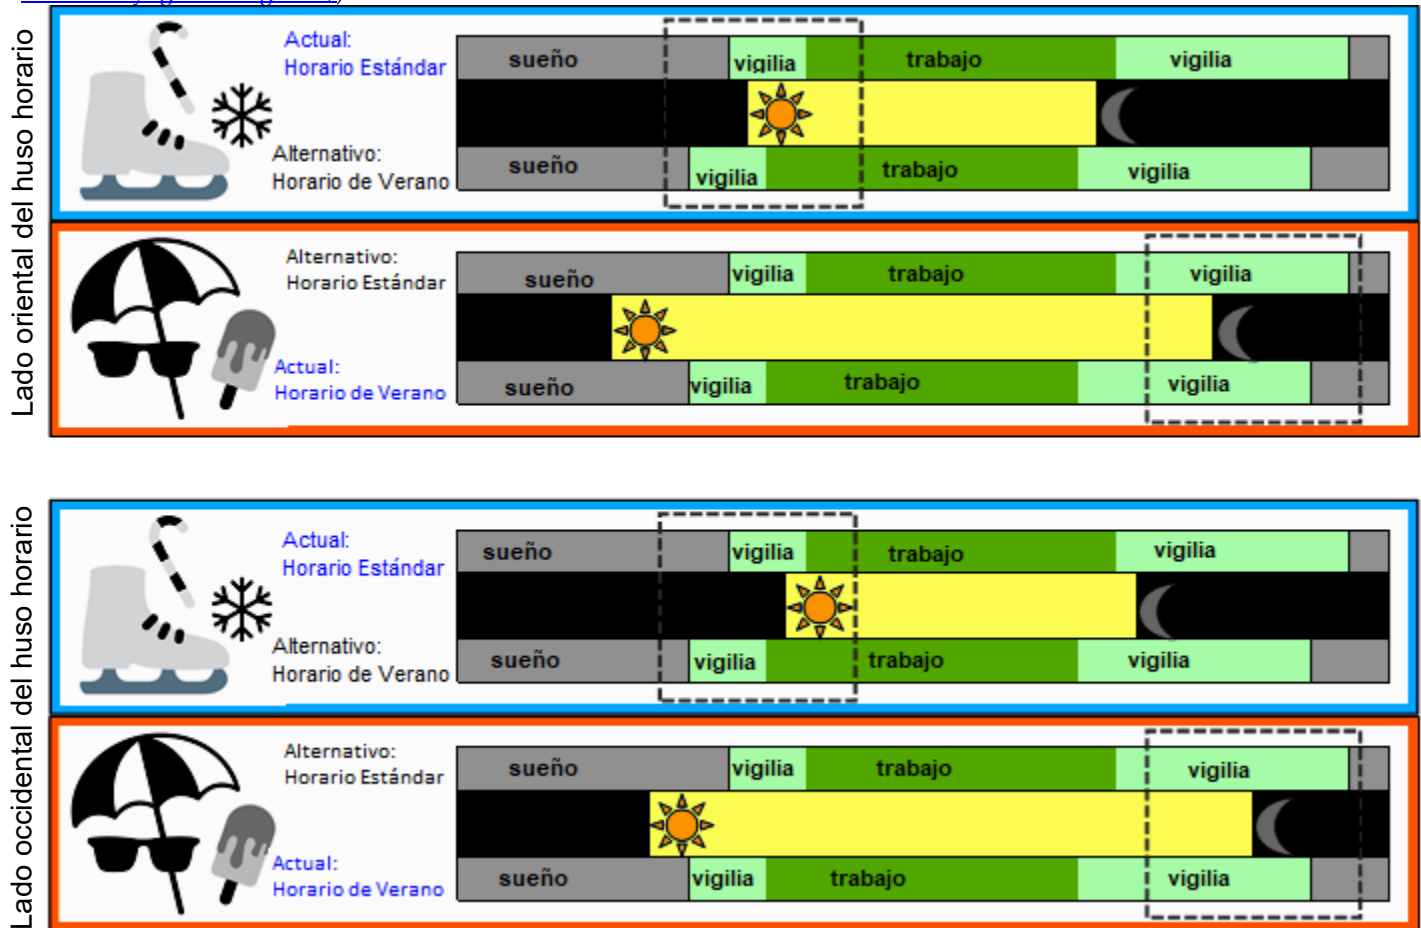 Lado oriental del huso horario
Actual:
Horario Estándar
sueño vigilia trabajo vigilia
Alternativo:
Horario de Verano
sueño vigilia trabajo vigilia
Alternativo:
Horario Estándar
sueño vigilia trabajo vigilia
Actual:
Horario de Verano
sueño vigilia trabajo vigilia
Lado occidental del huso horario
Actual:
Horario Estándar
sueño vigilia trabajo vigilia
Alternativo:
Horario de Verano
sueño vigilia trabajo vigilia
Alternativo:
Horario Estándar
sueño vigilia trabajo vigilia
Actual:
Horario de Verano
sueño vigilia trabajo vigilia